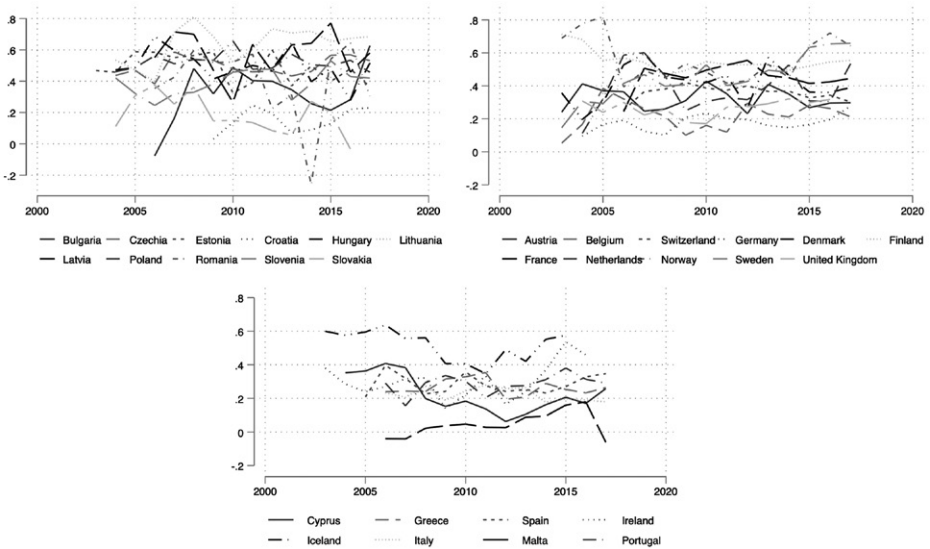 .8
.6
.4
.2
0
-.2
2000 2005 2010 2015 2020
Bulgaria Czechia Estonia Croatia Hungary Lithuania
Latvia Poland Romania Slovenia Slovakia
.8
.6
.4
.2
0
-.2
2000 2005 2010 2015 2020
Austria Belgium Switzerland Germany Denmark Finland
France Netherlands Norway Sweden United Kingdom
.8
.6
.4
.2
0
-.2
2000 2005 2010 2015 2020
Cyprus Greece Spain Ireland
Iceland Italy Malta Portugal